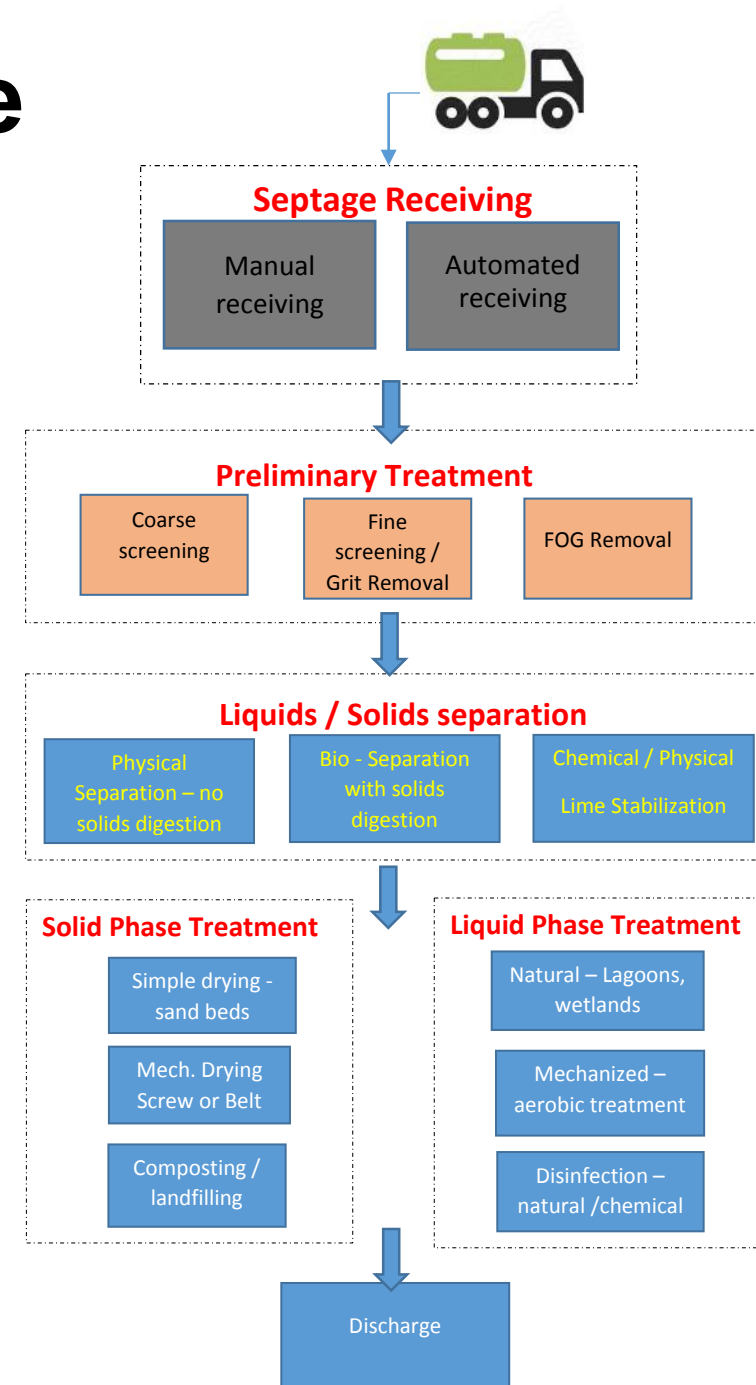 e
Septage Receiving
Manual
receiving
Automated
receiving
Preliminary Treatment
Coarse
screening
Fine
screening /
Grit Removal
FOG Removal
Liquids / Solids separation
Physical
Separation – no
solids digestion
Bio - Separation
with solids
digestion
Chemical / Physical
Lime Stabilization
Solid Phase Treatment
Simple drying -
sand beds
Mech. Drying
Screw or Belt
Composting /
landfilling
Liquid Phase Treatment
Natural – Lagoons,
wetlands
Mechanized –
aerobic treatment
Disinfection –
natural /chemical
Discharge